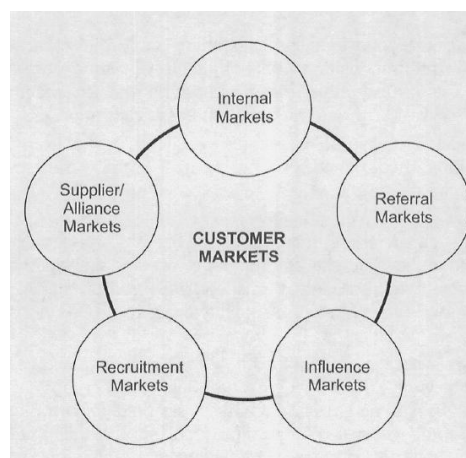 Internal
Markets
Supplier/
Alliance
Markets
Referral
Markets
CUSTOMER
MARKETS
Recruitment
Markets
Influence
Markets